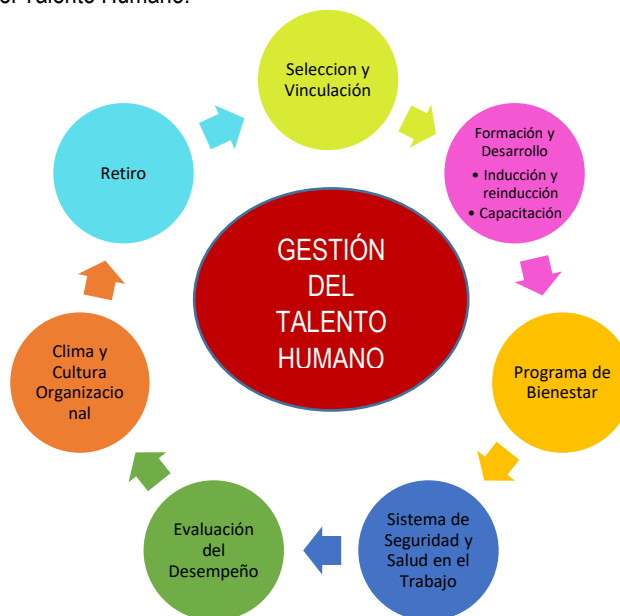 el Talento Humano.
Seleccion y
Vinculación
Formación y
Desarrollo
• Inducción y
reinducción
• Capacitación
Programa de
Bienestar
Sistema de
Seguridad y
Salud en el
Trabajo
Evaluación
del
Desempeño
Clima y
Cultura
Organizacio
nal
Retiro
GESTIÓN
DEL
TALENTO
HUMANO